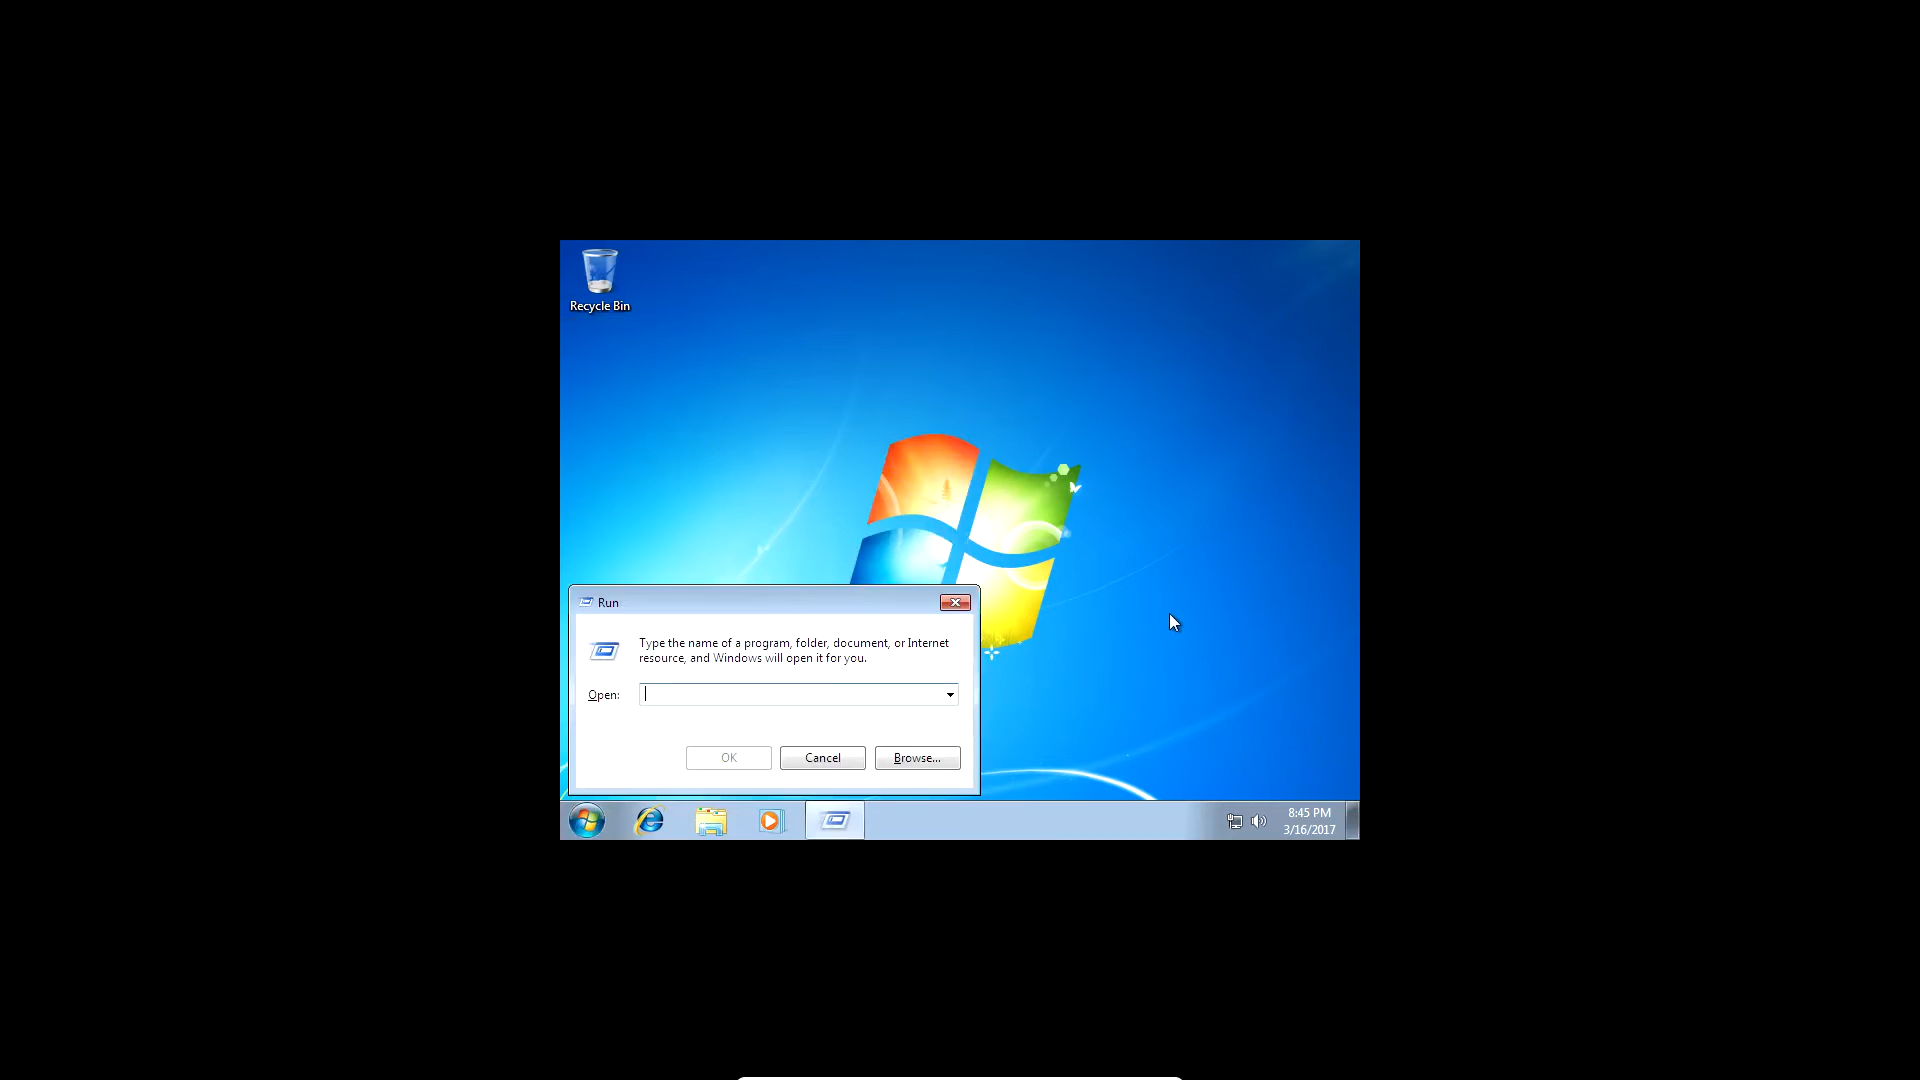 Recycle Bin
Run
Type the name of a program, folder, document, or Internet
resource, and Windows will open it for you.
Open:
OK
Cancel
Browse...
8:45 PM
3/16/2017